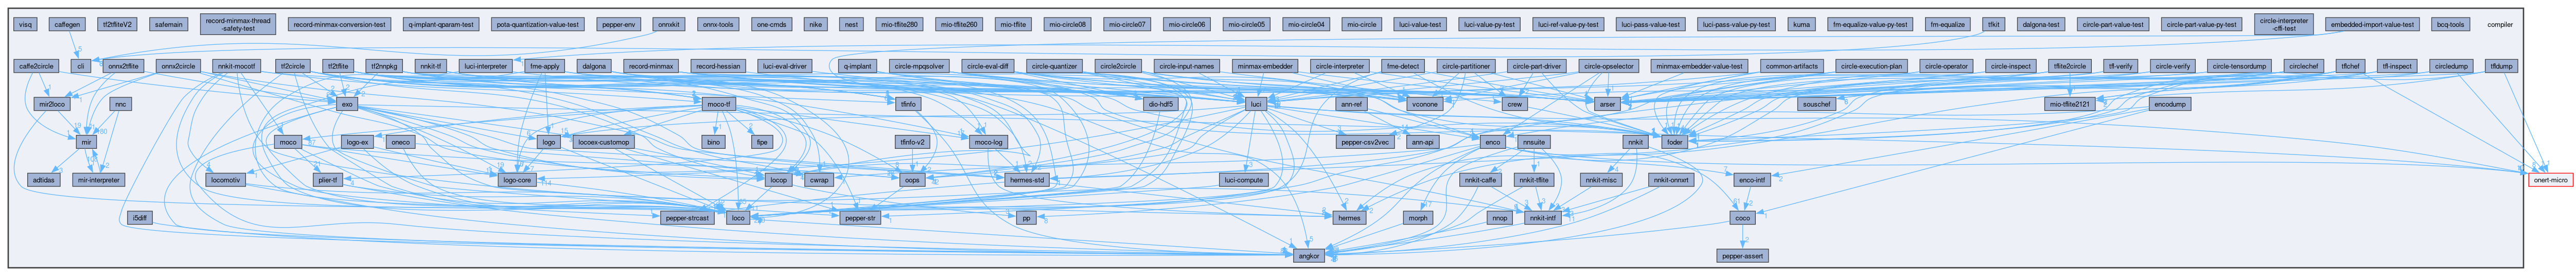 visq caffegen tf2tfliteV2 safemain record-minmax-thread
-safety-test record-minmax-conversion-test q-implant-qparam-test pota-quantization-value-test pepper-env onnxkit onnx-tools one-cmds nike nest mio-tflite280 mio-tflite260 mio-tflite mio-circle08 mio-circle07 mio-circle06 mio-circle05 mio-circle04 mio-circle luci-value-test luci-value-py-test luci-ref-value-py-test luci-pass-value-test luci-pass-value-py-test kuma fm-equalize-value-py-test fm-equalize tfkit dalgona-test circle-part-value-test circle-part-value-py-test circle-interpreter
-cffi-test embedded-import-value-test bcq-tools compiler
caffe2circle cli onnx2tflite onnx2circle nnkit-mocotf tf2circle tf2tflite tf2nnpkg nnkit-tf luci-interpreter fme-apply dalgona record-minmax record-hessian luci-eval-driver q-implant circle-mpqsolver circle-eval-diff circle-quantizer circle2circle circle-input-names minmax-embedder circle-interpreter fme-detect circle-partitioner circle-part-driver circle-opselector minmax-embedder-value-test common-artifacts circle-execution-plan circle-operator circle-inspect tflite2circle tfl-verify circle-verify circle-tensordump circlechef tflchef tfl-inspect circledump tfldump
mir2loco nnc exo moco-tf tfinfo dio-hdf5 luci ann-ref vconone crew arser souschef mio-tflite2121 encodump
mir moco logo-ex oneco logo locoex-customop bino fipe tfinfo-v2 moco-log pepper-csv2vec ann-api enco nnsuite nnkit foder
adtidas mir-interpreter locomotiv plier-tf logo-core locop cwrap oops hermes-std luci-compute nnkit-caffe nnkit-tflite nnkit-misc nnkit-onnxrt enco-intf onert-micro
i5diff pepper-strcast loco pepper-str pp hermes morph nnop nnkit-intf coco
angkor pepper-assert